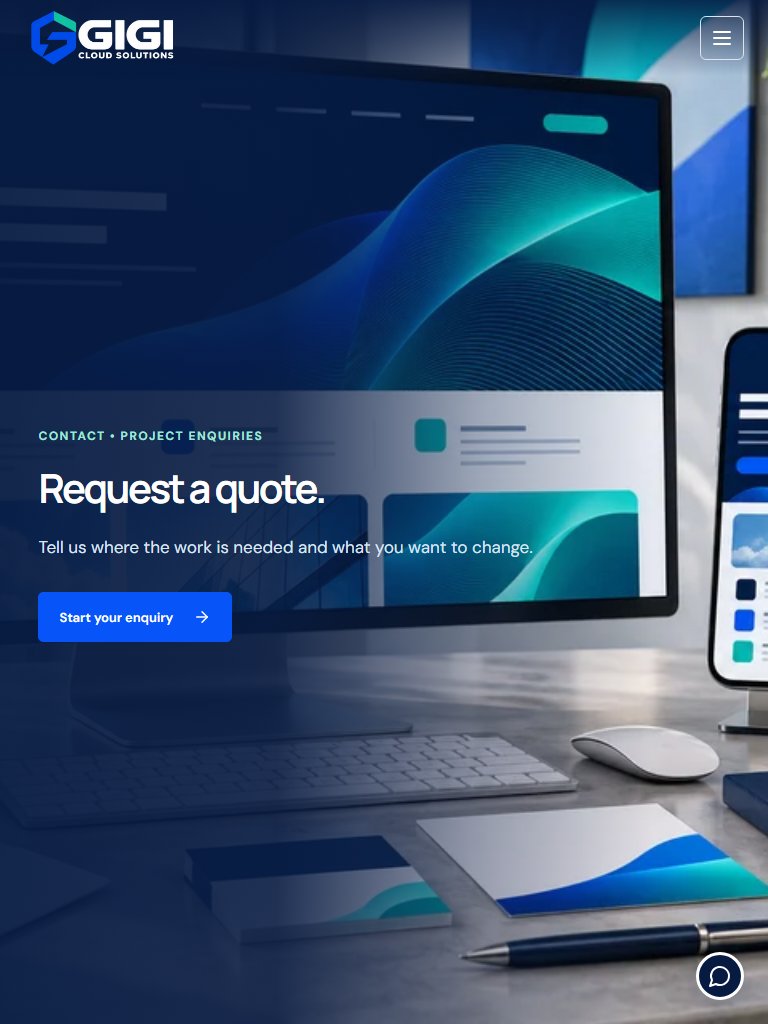 GIGI
CLOUD SOLUTIONS
CONTACT • PROJECT ENQUIRIES
Request a quote.
Tell us where the work is needed and what you want to change.
Start your enquiry